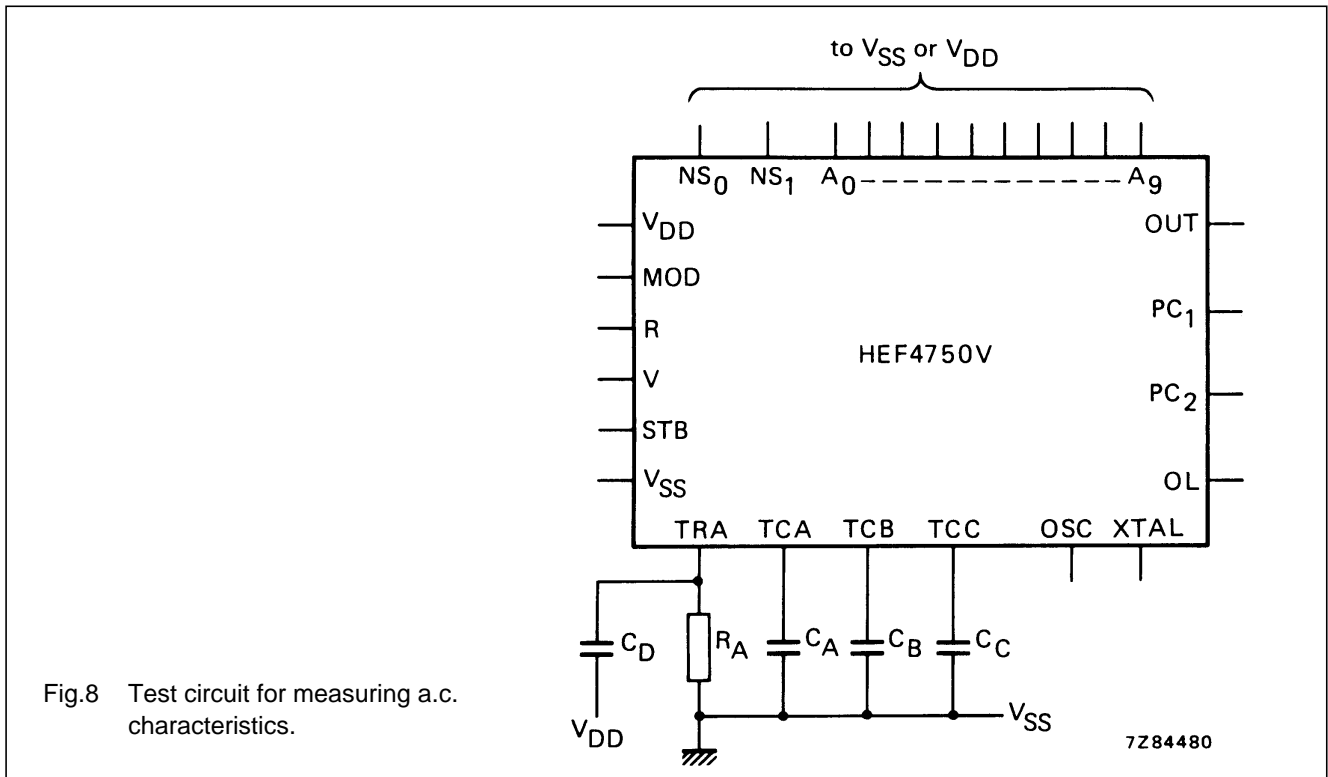 to VSS or VDD
NS0 NS1 A0 A9
VDD OUT
MOD
R PC1
HEF4750V
V PC2
STB
VSS OL
TRA TCA TCB TCC OSC XTAL
CD RA CA CB CC
Fig.8 Test circuit for measuring a.c.
characteristics.
VDD VSS
7Z84480